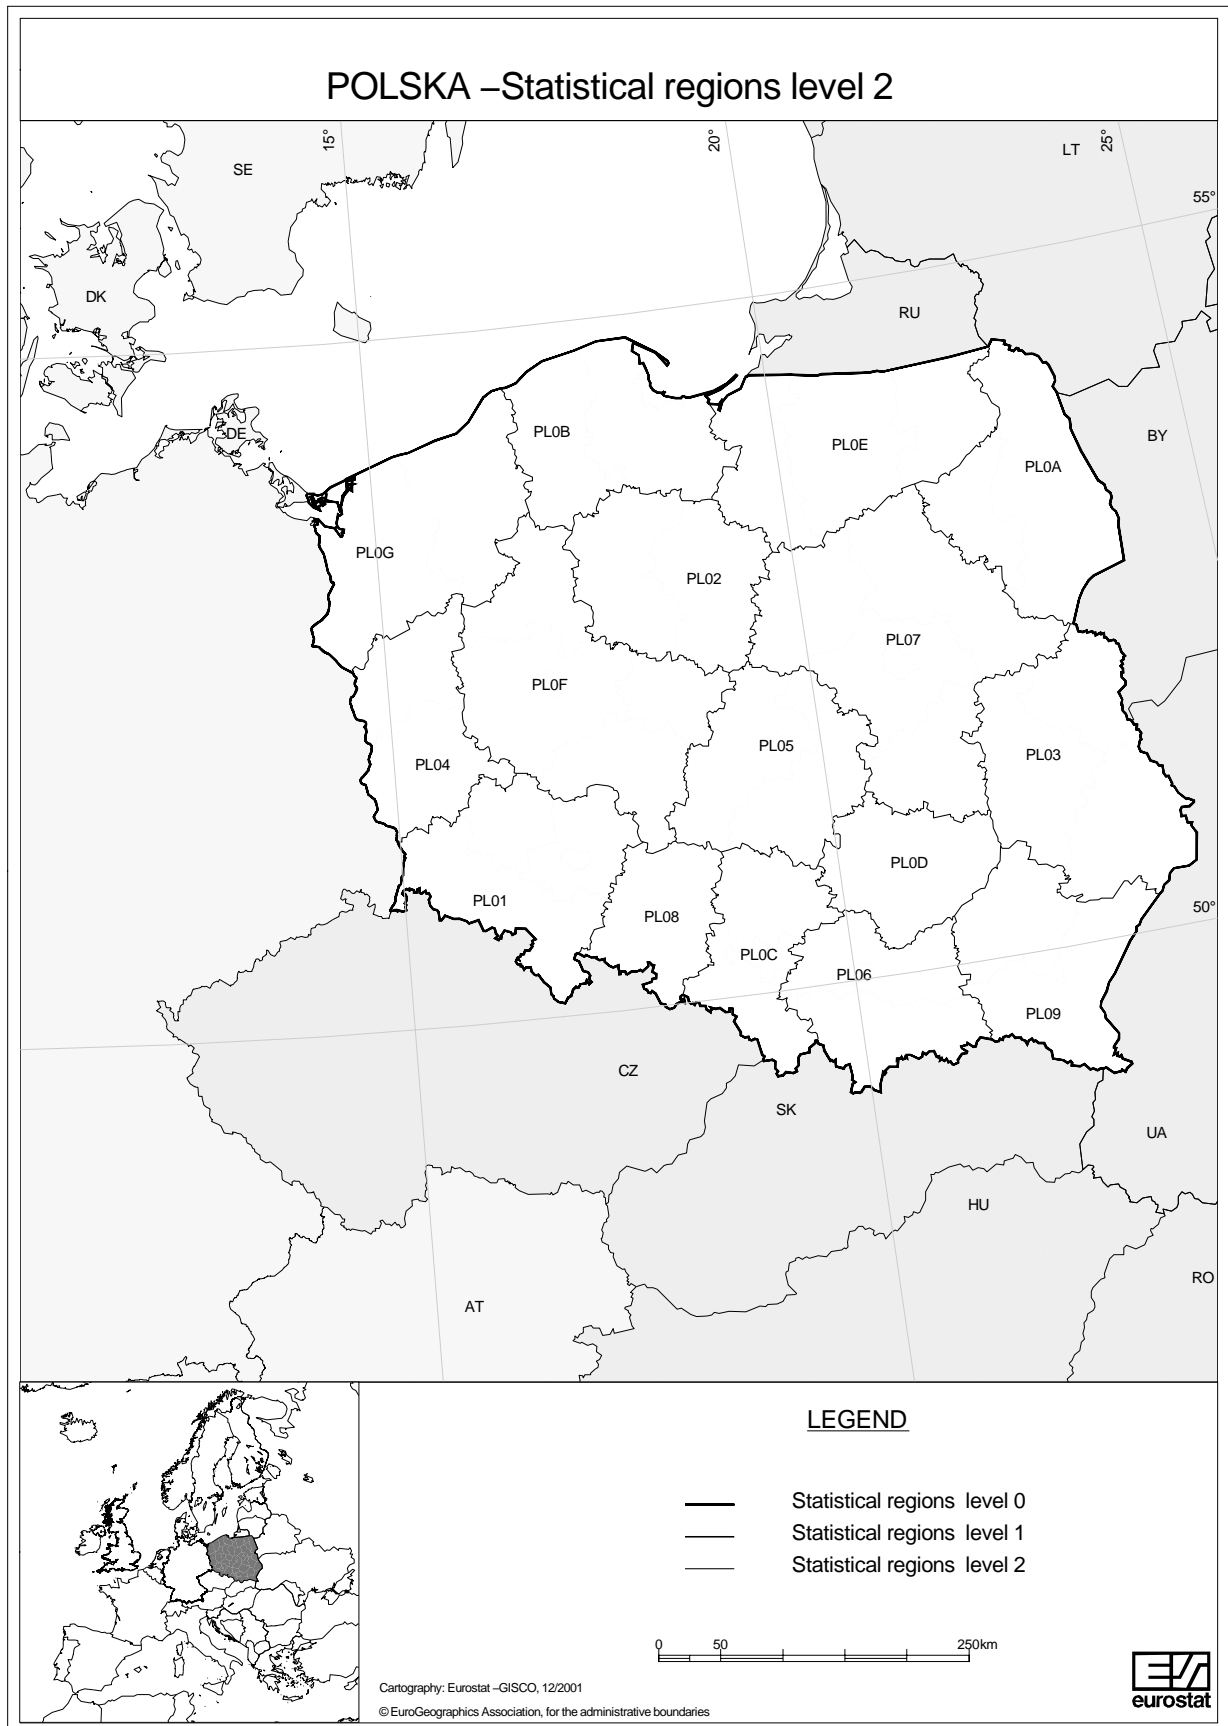 POLSKA –Statistical regions level 2
15°
20°
25°
LT
SE
55°
DK
RU
DE
PL0B
PL0E
BY
PL0A
PL0G
PL02
PL07
PL0F
PL05
PL03
PL04
PL0D
PL01
PL08
50°
PL0C
PL06
PL09
CZ
SK
UA
HU
RO
AT
LEGEND
Statistical regions level 0
Statistical regions level 1
Statistical regions level 2
0 50 250km
Cartography: Eurostat –GISCO, 12/2001
© EuroGeographics Association, for the administrative boundaries
eurostat